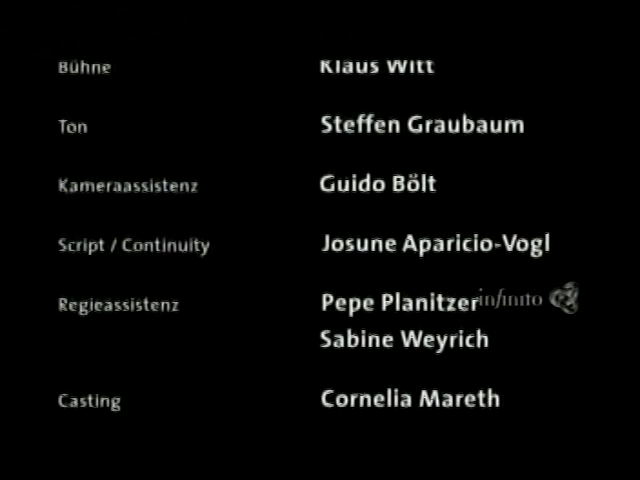 Bühne Klaus Witt
Ton Steffen Graubaum
Kameraassistenz Guido Bölt
Script / Continuity Josune Aparicio-Vogl
Regieassistenz Pepe Planitzer infinito
Sabine Weyrich
Casting Cornelia Mareth